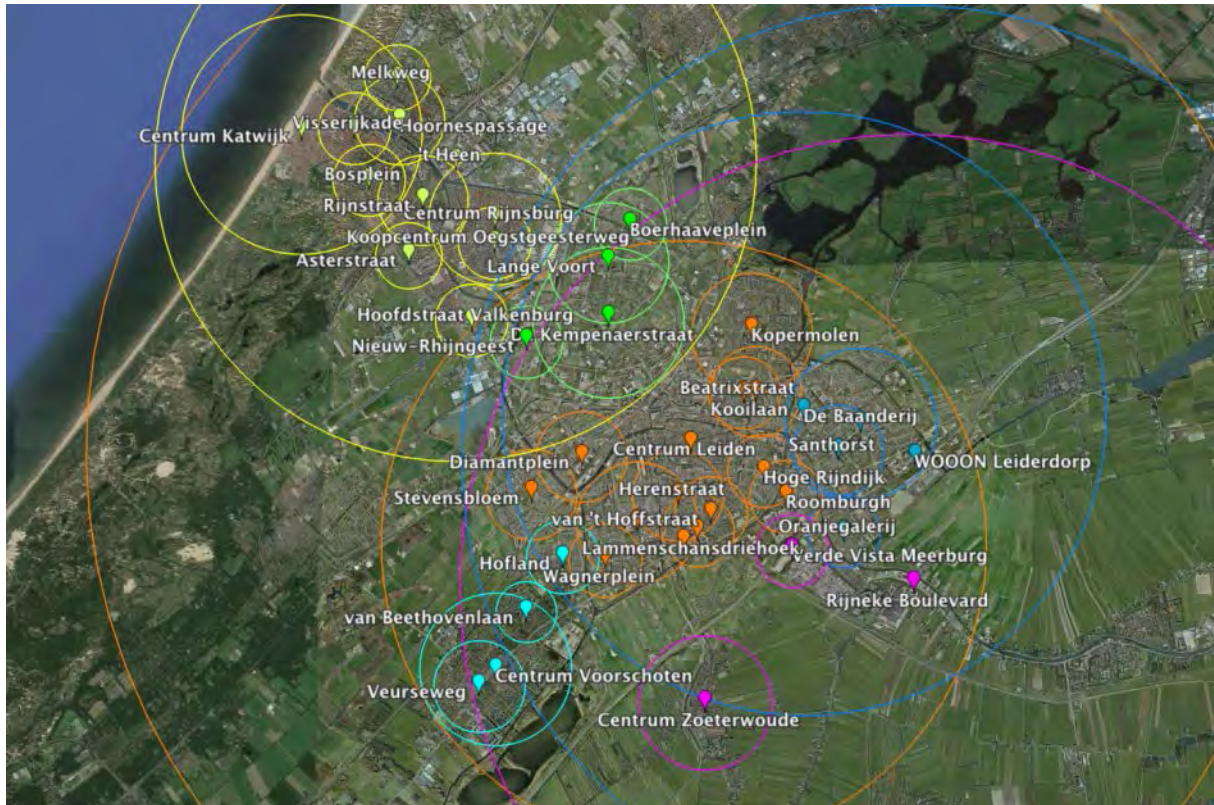 Melkweg
Visserijkade
Hoornespassage
Centrum Katwijk
't Heen
Bosplein
Rijnstraat
Centrum Rijnsburg
Boerhaaveplein
Koopcentrum Oegstgeesterweg
Asterstraat
Lange Voort
Hoofdstraat Valkenburg
De Kempenaerstraat
Kopermolen
Nieuw-Rhijngeest
Beatrixstraat
Kooilaan
De Baanderij
Centrum Leiden
Santhorst
Diamantplein
WOOON Leiderdorp
Hoge Rijndijk
Stevensbloem
Herenstraat
Roomburgh
van 't Hoffstraat
Oranjegalerij
Lammenschansdriehoek
Verde Vista Meerburg
Hofland
Wagnerplein
Rijneke Boulevard
van Beethovenlaan
Centrum Voorschoten
Veurseweg
Centrum Zoeterwoude